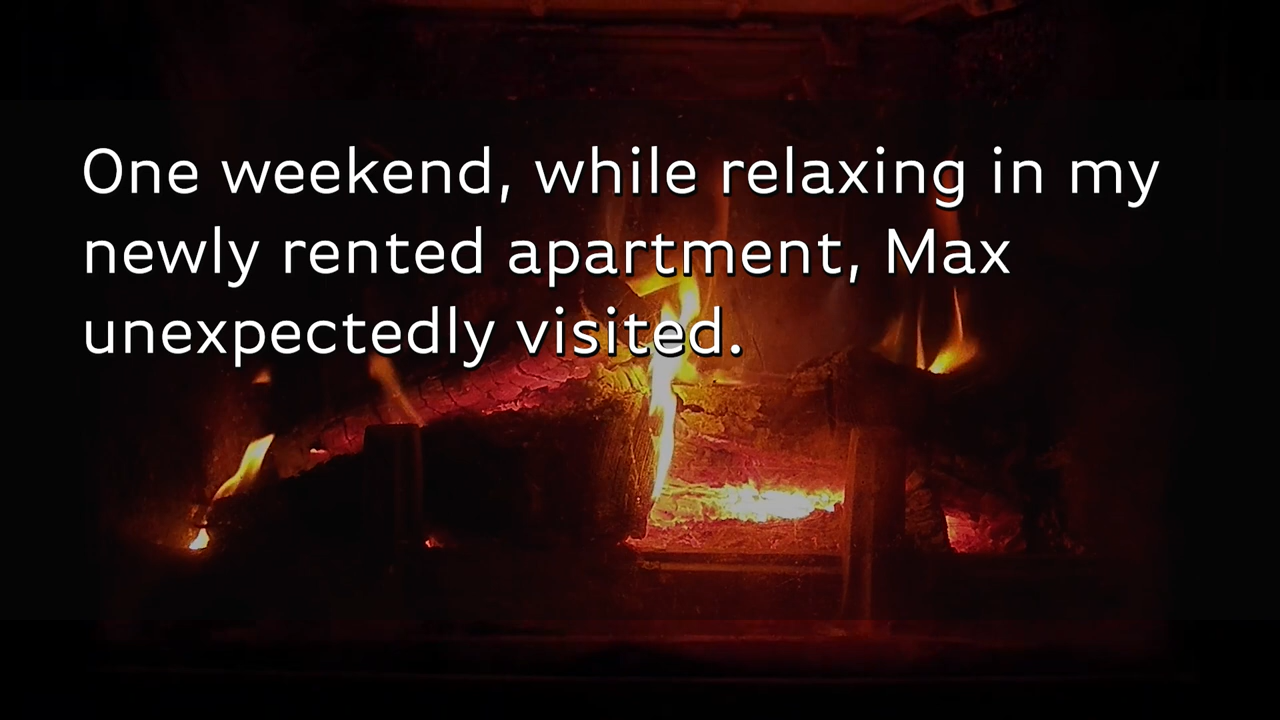 One weekend, while relaxing in my
newly rented apartment, Max
unexpectedly visited.